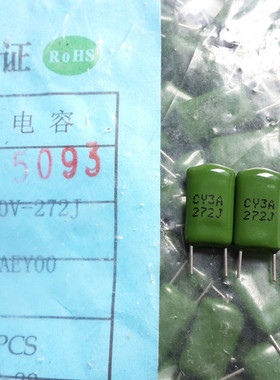 证
RoHS
电容
5093
0V-272J
AEY00
PCS
CY3A
272J
CY3A
272J